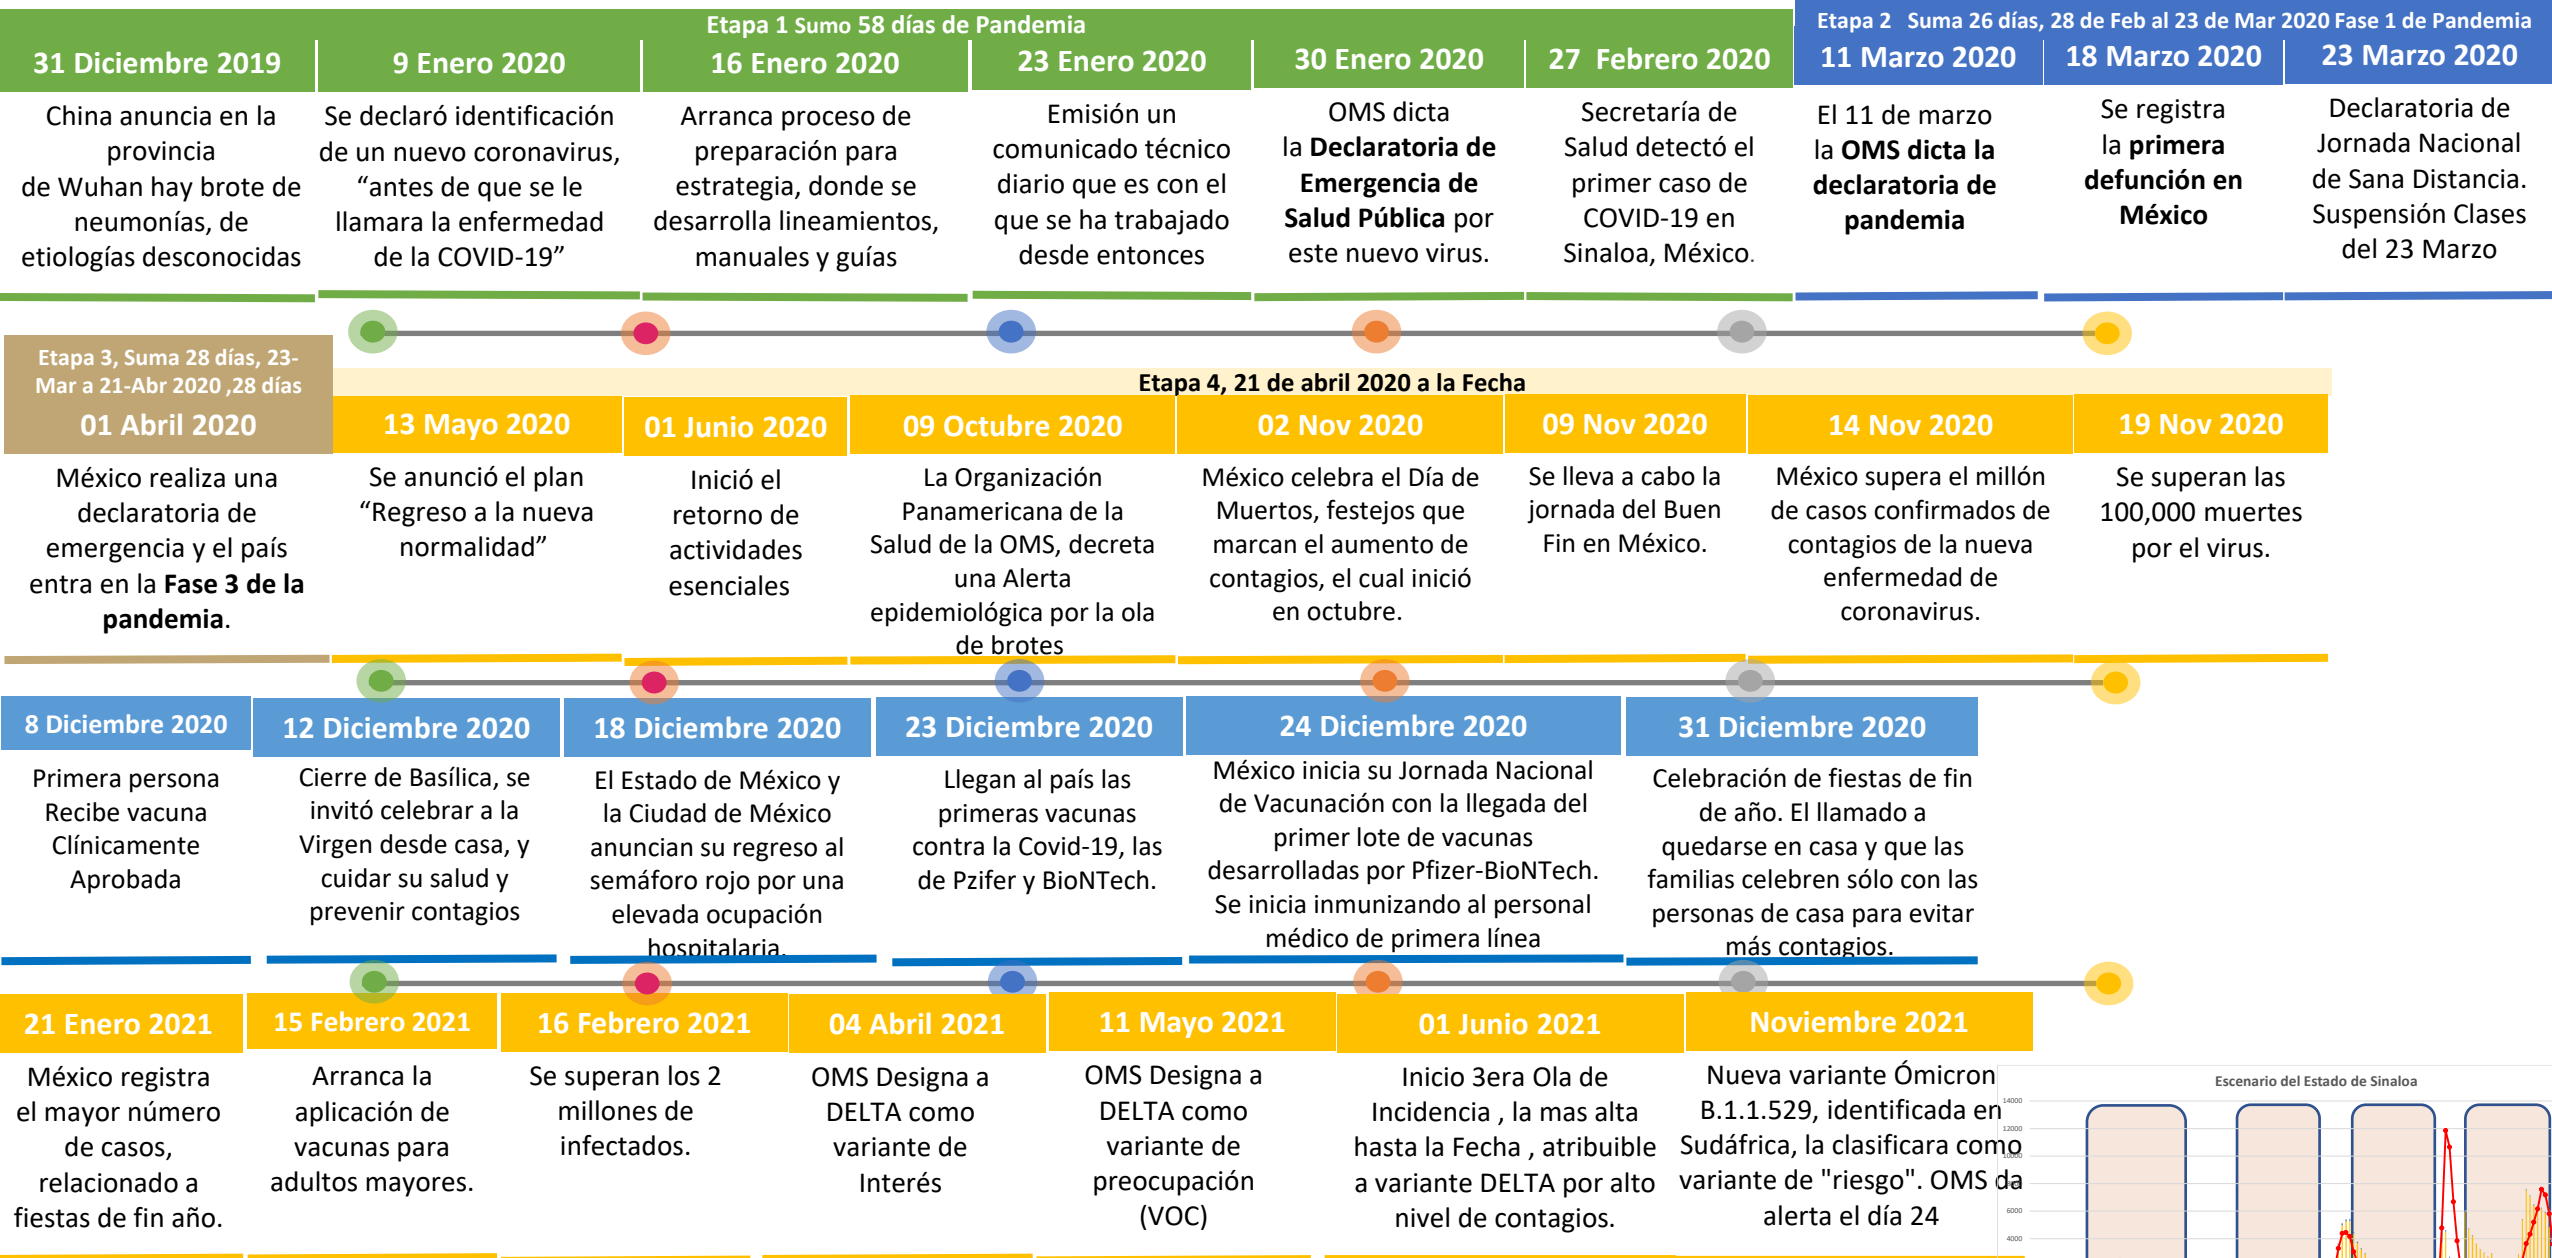 Etapa 1 Sumo 58 días de Pandemia
Etapa 2 Suma 26 días, 28 de Feb al 23 de Mar 2020 Fase 1 de Pandemia
31 Diciembre 2019
China anuncia en la
provincia
de Wuhan hay brote de
neumonías, de
etiologías desconocidas
9 Enero 2020
Se declaró identificación
de un nuevo coronavirus,
“antes de que se le
llamara la enfermedad
de la COVID-19”
16 Enero 2020
Arranca proceso de
preparación para
estrategia, donde se
desarrolla lineamientos,
manuales y guías
23 Enero 2020
Emisión un
comunicado técnico
diario que es con el
que se ha trabajado
desde entonces
30 Enero 2020
OMS dicta
la Declaratoria de
Emergencia de
Salud Pública por
este nuevo virus.
27 Febrero 2020
Secretaría de
Salud detectó el
primer caso de
COVID-19 en
Sinaloa, México.
11 Marzo 2020
El 11 de marzo
la OMS dicta la
declaratoria de
pandemia
18 Marzo 2020
Se registra
la primera
defunción en
México
23 Marzo 2020
Declaratoria de
Jornada Nacional
de Sana Distancia.
Suspensión Clases
del 23 Marzo
Etapa 3, Suma 28 días, 23-
Mar a 21-Abr 2020 ,28 días
01 Abril 2020
México realiza una
declaratoria de
emergencia y el país
entra en la Fase 3 de la
pandemia.
Etapa 4, 21 de abril 2020 a la Fecha
13 Mayo 2020
Se anunció el plan
“Regreso a la nueva
normalidad”
01 Junio 2020
Inició el
retorno de
actividades
esenciales
09 Octubre 2020
La Organización
Panamericana de la
Salud de la OMS, decreta
una Alerta
epidemiológica por la ola
de brotes
02 Nov 2020
México celebra el Día de
Muertos, festejos que
marcan el aumento de
contagios, el cual inició
en octubre.
09 Nov 2020
Se lleva a cabo la
jornada del Buen
Fin en México.
14 Nov 2020
México supera el millón
de casos confirmados de
contagios de la nueva
enfermedad de
coronavirus.
19 Nov 2020
Se superan las
100,000 muertes
por el virus.
8 Diciembre 2020
Primera persona
Recibe vacuna
Clínicamente
Aprobada
12 Diciembre 2020
Cierre de Basílica, se
invitó celebrar a la
Virgen desde casa, y
cuidar su salud y
prevenir contagios
18 Diciembre 2020
El Estado de México y
la Ciudad de México
anuncian su regreso al
semáforo rojo por una
elevada ocupación
hospitalaria.
23 Diciembre 2020
Llegan al país las
primeras vacunas
contra la Covid-19, las
de Pzifer y BioNTech.
24 Diciembre 2020
México inicia su Jornada Nacional
de Vacunación con la llegada del
primer lote de vacunas
desarrolladas por Pfizer-BioNTech.
Se inicia inmunizando al personal
médico de primera línea
31 Diciembre 2020
Celebración de fiestas de fin
de año. El llamado a
quedarse en casa y que las
familias celebren sólo con las
personas de casa para evitar
más contagios.
21 Enero 2021
México registra
el mayor número
de casos,
relacionado a
fiestas de fin año.
15 Febrero 2021
Arranca la
aplicación de
vacunas para
adultos mayores.
16 Febrero 2021
Se superan los 2
millones de
infectados.
04 Abril 2021
OMS Designa a
DELTA como
variante de
Interés
11 Mayo 2021
OMS Designa a
DELTA como
variante de
preocupación
(VOC)
01 Junio 2021
Inicio 3era Ola de
Incidencia , la mas alta
hasta la Fecha , atribuible
a variante DELTA por alto
nivel de contagios.
Noviembre 2021
Nueva variante Ómicron
B.1.1.529, identificada en
Sudáfrica, la clasificara como
variante de "riesgo". OMS da
alerta el día 24
Escenario del Estado de Sinaloa
14000
12000
10000
6000
4000